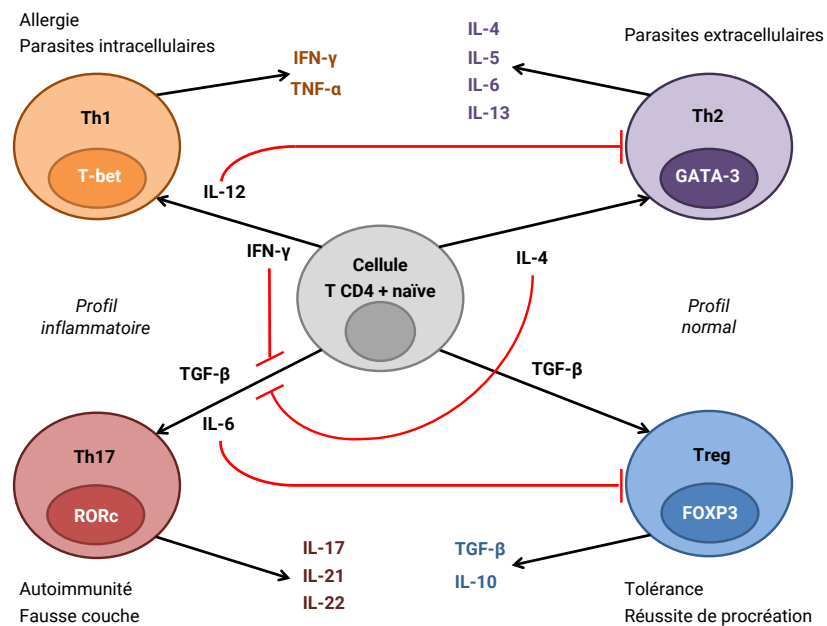 Allergie
Parasites intracellulaires
IFN-γ
TNF-α
IL-4
IL-5
IL-6
IL-13
Parasites extracellulaires
Th1
T-bet
Th2
GATA-3
IL-12
IFN-γ
Cellule
T CD4 + naïve
IL-4
Profil
inflammatoire
Profil
normal
TGF-β
IL-6
TGF-β
Th17
RORc
Treg
FOXP3
IL-17
IL-21
IL-22
TGF-β
IL-10
Autoimmunité
Fausse couche
Tolérance
Réussite de procréation